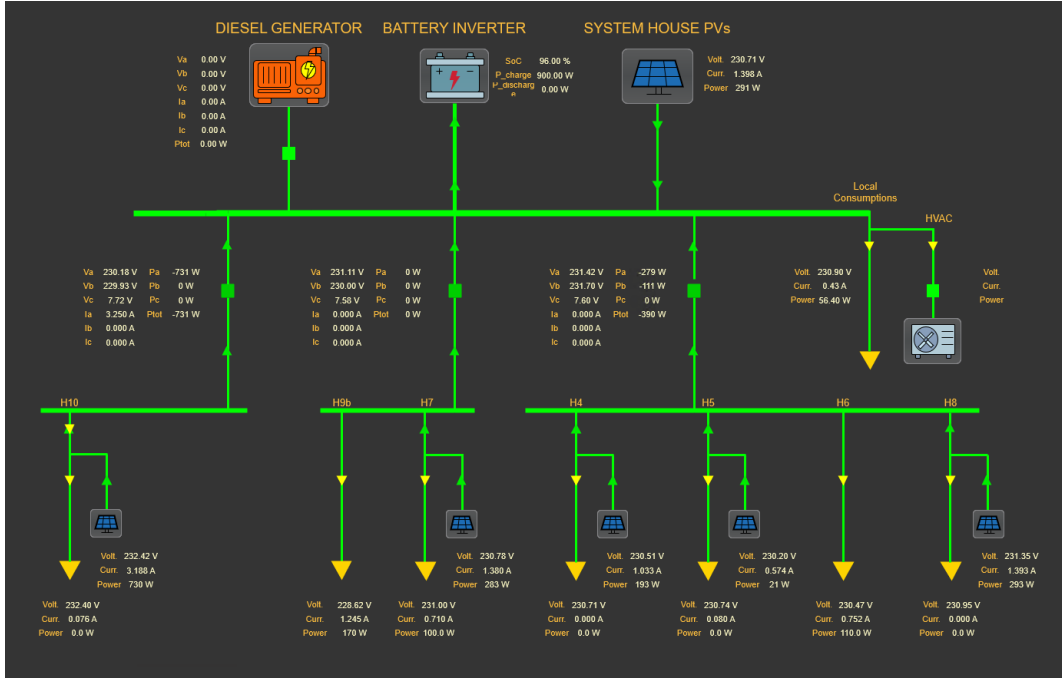 DIESEL GENERATOR
Va 0.00 V
Vb 0.00 V
Vc 0.00 V
Ia 0.00 A
Ib 0.00 A
Ic 0.00 A
Ptot 0.00 W
BATTERY INVERTER
SoC 96.00 %
P_charge 900.00 W
P_discharg
e 0.00 W
SYSTEM HOUSE PVs
Volt. 230.71 V
Curr. 1.398 A
Power 291 W
Local
Consumptions
HVAC
Va 230.18 V Pa -731 W
Vb 229.93 V Pb 0 W
Vc 7.72 V Pc 0 W
Ia 3.250 A Ptot -731 W
Ib 0.000 A
Ic 0.000 A
Va 231.11 V Pa 0 W
Vb 230.00 V Pb 0 W
Vc 7.58 V Pc 0 W
Ia 0.000 A Ptot 0 W
Ib 0.000 A
Ic 0.000 A
Va 231.42 V Pa -279 W
Vb 231.70 V Pb -111 W
Vc 7.60 V Pc 0 W
Ia 0.000 A Ptot -390 W
Ib 0.000 A
Ic 0.000 A
Volt. 230.90 V
Curr. 0.43 A
Power 56.40 W
Volt.
Curr.
Power
H10
H9b
H7
H4
H5
H6
H8
Volt. 232.42 V
Curr. 3.188 A
Power 730 W
Volt. 230.78 V
Curr. 1.380 A
Power 283 W
Volt. 230.51 V
Curr. 1.033 A
Power 193 W
Volt. 230.20 V
Curr. 0.574 A
Power 21 W
Volt. 231.35 V
Curr. 1.393 A
Power 293 W
Volt. 232.40 V
Curr. 0.076 A
Power 0.0 W
Volt. 228.62 V
Curr. 1.245 A
Power 170 W
Volt. 231.00 V
Curr. 0.710 A
Power 100.0 W
Volt. 230.71 V
Curr. 0.000 A
Power 0.0 W
Volt. 230.74 V
Curr. 0.080 A
Power 0.0 W
Volt. 230.47 V
Curr. 0.752 A
Power 110.0 W
Volt. 230.95 V
Curr. 0.000 A
Power 0.0 W